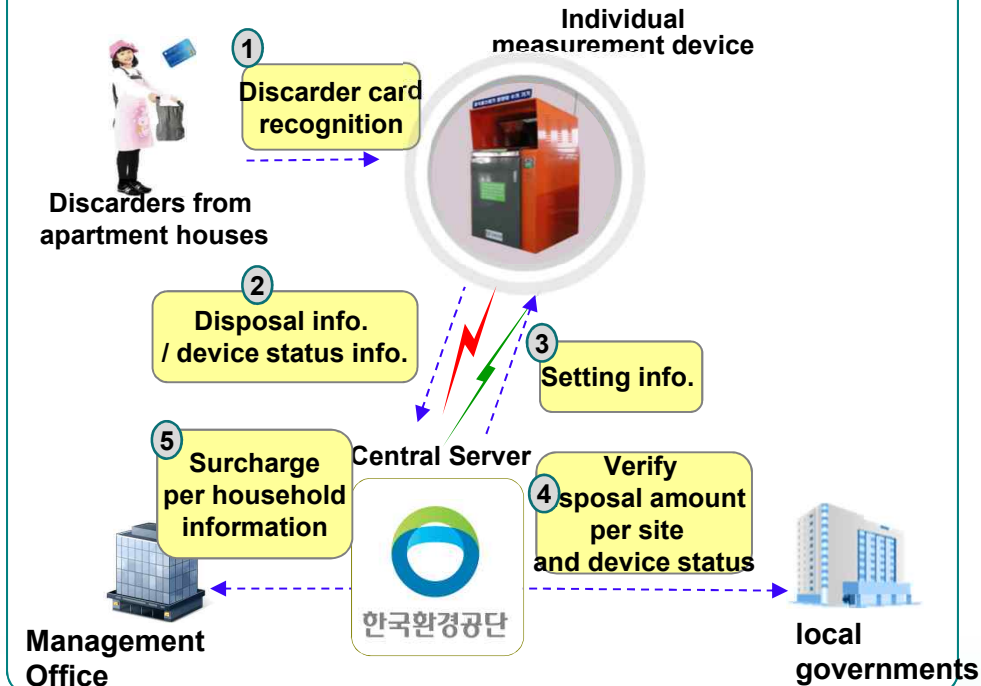 Individual
measurement device
1
Discarder card
recognition
Discarders from
apartment houses
2
Disposal info.
/ device status info.
3
Setting info.
5
Surcharge
per household
information
Central Server
4
Verify
sposal amount
per site
and device status
한국환경공단
Management
Office
local
governments